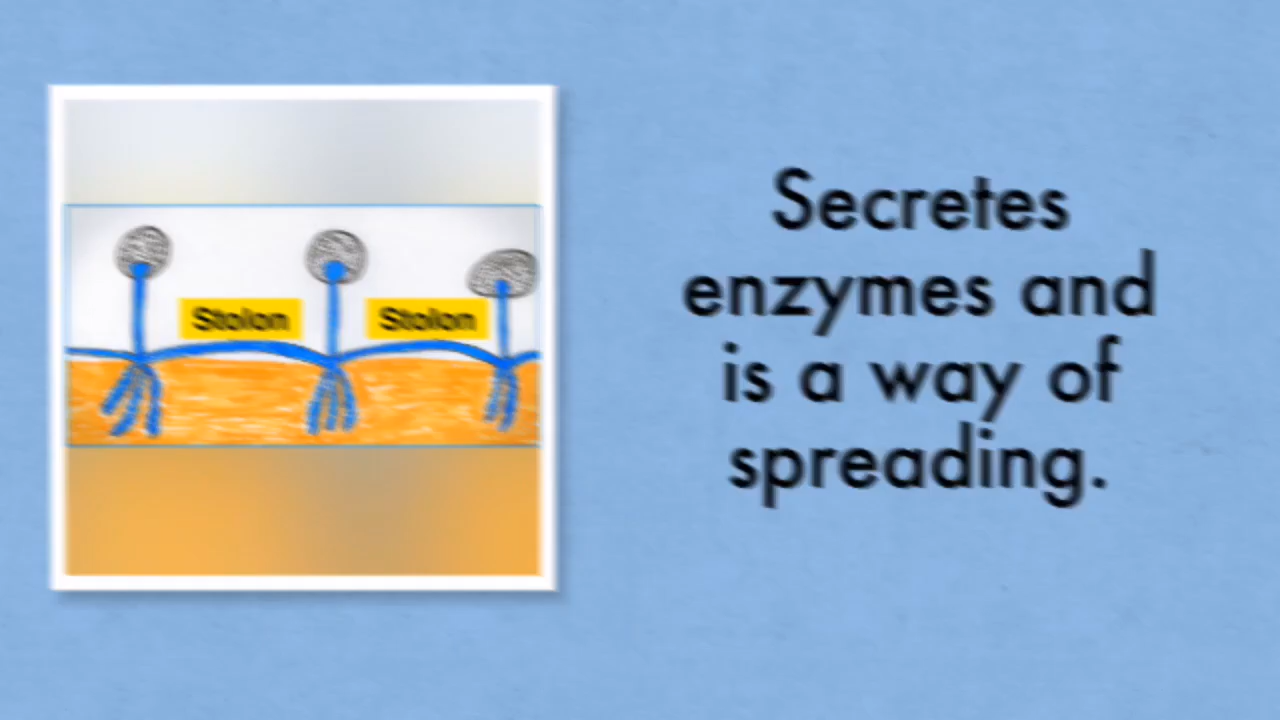 Stolon Stolon
Secretes
enzymes and
is a way of
spreading.